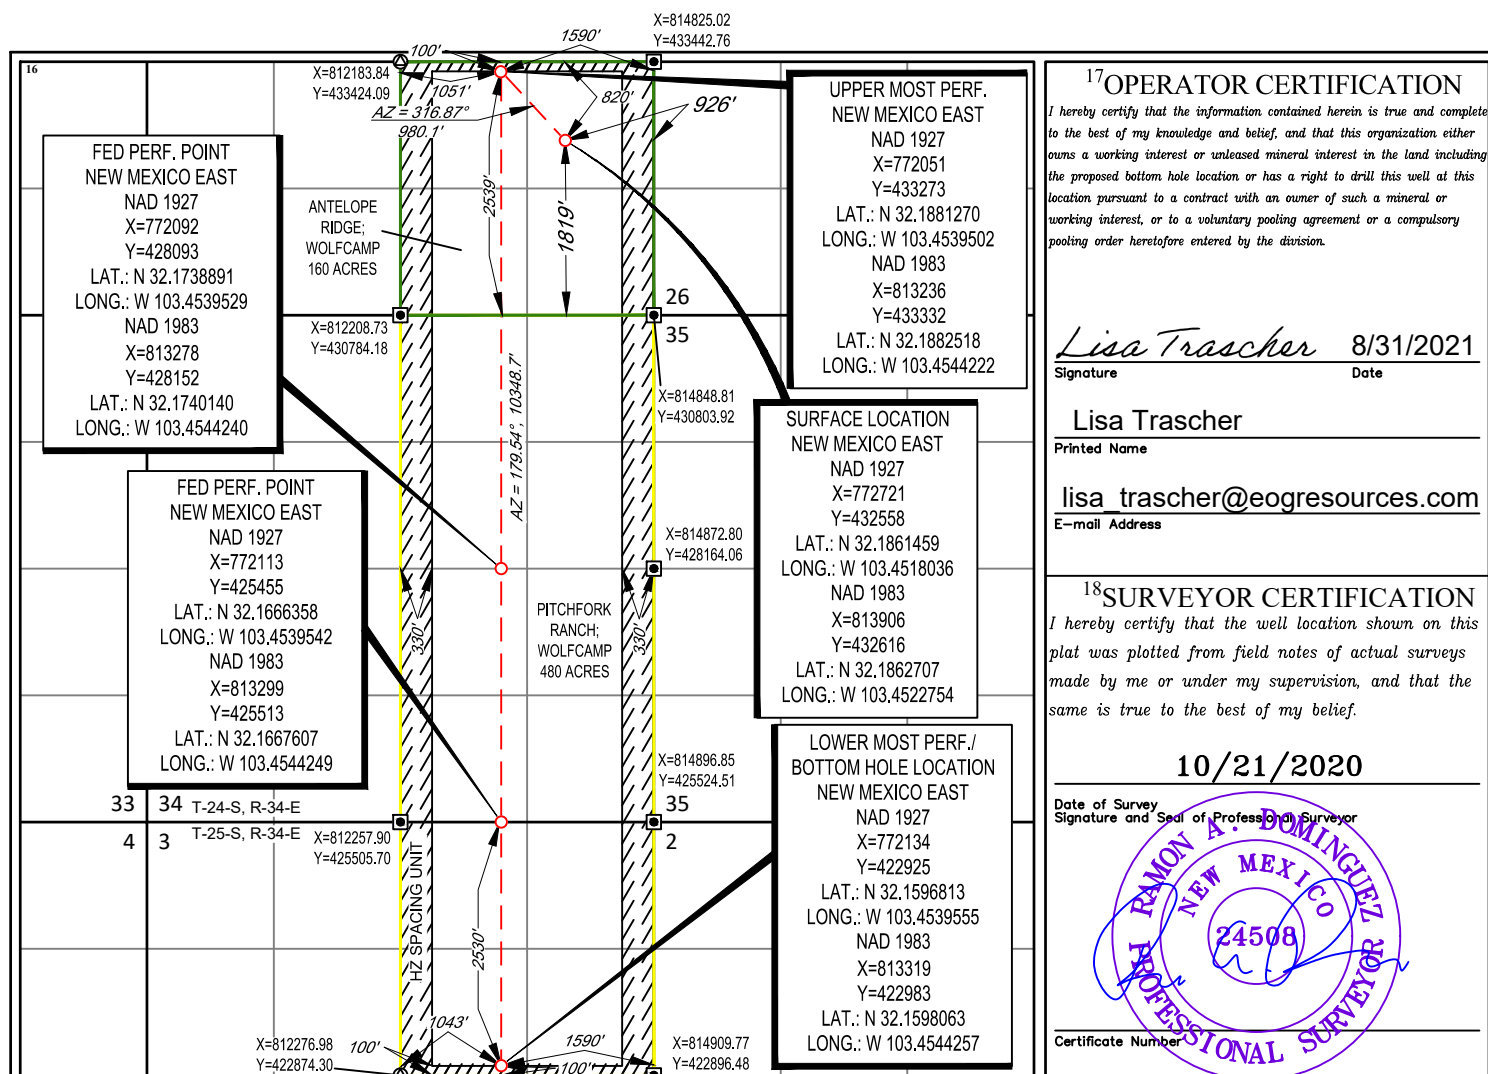 16
X=814825.02
Y=433442.76
1590'
100'
X=812183.84
Y=433424.09
1051'
AZ = 316.87°
980.1'
820'
926'
2539'
1819'
FED PERF. POINT
NEW MEXICO EAST
NAD 1927
X=772092
Y=428093
LAT.: N 32.1738891
LONG.: W 103.4539529
NAD 1983
X=813278
Y=428152
LAT.: N 32.1740140
LONG.: W 103.4544240
ANTELOPE
RIDGE;
WOLFCAMP
160 ACRES
UPPER MOST PERF.
NEW MEXICO EAST
NAD 1927
X=772051
Y=433273
LAT.: N 32.1881270
LONG.: W 103.4539502
NAD 1983
X=813236
Y=433332
LAT.: N 32.1882518
LONG.: W 103.4544222
26
35
X=812208.73
Y=430784.18
X=814848.81
Y=430803.92
AZ = 179.54°, 10348.7'
SURFACE LOCATION
NEW MEXICO EAST
NAD 1927
X=772721
Y=432558
LAT.: N 32.1861459
LONG.: W 103.4518036
NAD 1983
X=813906
Y=432616
LAT.: N 32.1862707
LONG.: W 103.4522754
FED PERF. POINT
NEW MEXICO EAST
NAD 1927
X=772113
Y=425455
LAT.: N 32.1666358
LONG.: W 103.4539542
NAD 1983
X=813299
Y=425513
LAT.: N 32.1667607
LONG.: W 103.4544249
X=814872.80
Y=428164.06
330'
330'
PITCHFORK
RANCH;
WOLFCAMP
480 ACRES
X=814896.85
Y=425524.51
33 34 T-24-S, R-34-E
4 3 T-25-S, R-34-E
X=812257.90
Y=425505.70
35
2
HZ SPACING UNIT
2530'
LOWER MOST PERF./
BOTTOM HOLE LOCATION
NEW MEXICO EAST
NAD 1927
X=772134
Y=422925
LAT.: N 32.1596813
LONG.: W 103.4539555
NAD 1983
X=813319
Y=422983
LAT.: N 32.1598063
LONG.: W 103.4544257
X=812276.98
Y=422874.30
100'
1043'
1590'
100'
X=814909.77
Y=422896.48
17 OPERATOR CERTIFICATION
I hereby certify that the information contained herein is true and complete
to the best of my knowledge and belief, and that this organization either
owns a working interest or unleased mineral interest in the land including
the proposed bottom hole location or has a right to drill this well at this
location pursuant to a contract with an owner of such a mineral or
working interest, or to a voluntary pooling agreement or a compulsory
pooling order heretofore entered by the division.
Lisa Trascher 8/31/2021
Signature Date
Lisa Trascher
Printed Name
lisa_trascher@eogresources.com
E-mail Address
18 SURVEYOR CERTIFICATION
I hereby certify that the well location shown on this
plat was plotted from field notes of actual surveys
made by me or under my supervision, and that the
same is true to the best of my belief.
10/21/2020
Date of Survey
Signature and Seal of Professional Surveyor
RAMON A. DOMINGUEZ
NEW MEXICO
24508
PROFESSIONAL SURVEYOR
Certificate Number